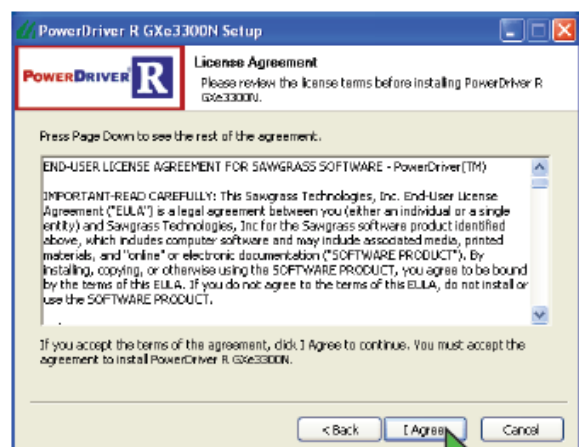 PowerDriver R GXe3300N Setup
POWERDRIVER R
License Agreement
Please review the license terms before installing PowerDriver R
GXe3300N.
Press Page Down to see the rest of the agreement.
END-USER LICENSE AGREEMENT FOR SAWGRASS SOFTWARE - PowerDriver(TM)
IMPORTANT-READ CAREFULLY: This Sawgrass Technologies, Inc. End-User License
Agreement ("EULA") is a legal agreement between you (either an individual or a single
entity) and Sawgrass Technologies, Inc for the Sawgrass software product identified
above, which includes computer software and may include associated media, printed
materials, and "online" or electronic documentation ("SOFTWARE PRODUCT"). By
installing, copying, or otherwise using the SOFTWARE PRODUCT, you agree to be bound
by the terms of this EULA. If you do not agree to the terms of this EULA, do not install or
use the SOFTWARE PRODUCT.
If you accept the terms of the agreement, click I Agree to continue. You must accept the
agreement to install PowerDriver R GXe3300N.
< Back
I Agree
Cancel